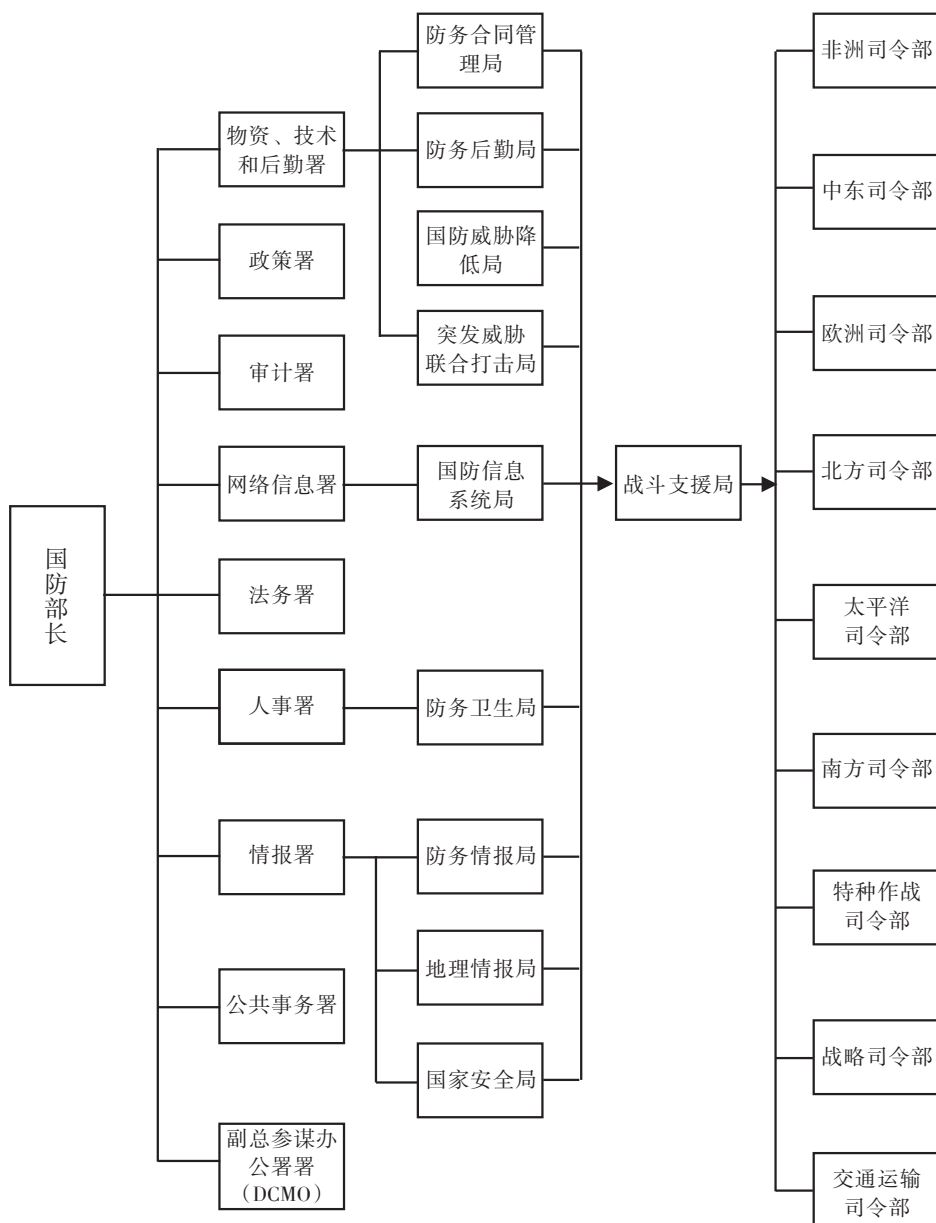 国防部长
物资、技术
和后勤署
政策署
审计署
网络信息署
法务署
人事署
情报署
公共事务署
副总参谋办
公署署
（DCMO）
防务合同管
理局
防务后勤局
国防威胁降
低局
突发威胁
联合打击局
国防信息
系统局
防务卫生局
防务情报局
地理情报局
国家安全局
战斗支援局
非洲司令部
中东司令部
欧洲司令部
北方司令部
太平洋
司令部
南方司令部
特种作战
司令部
战略司令部
交通运输
司令部